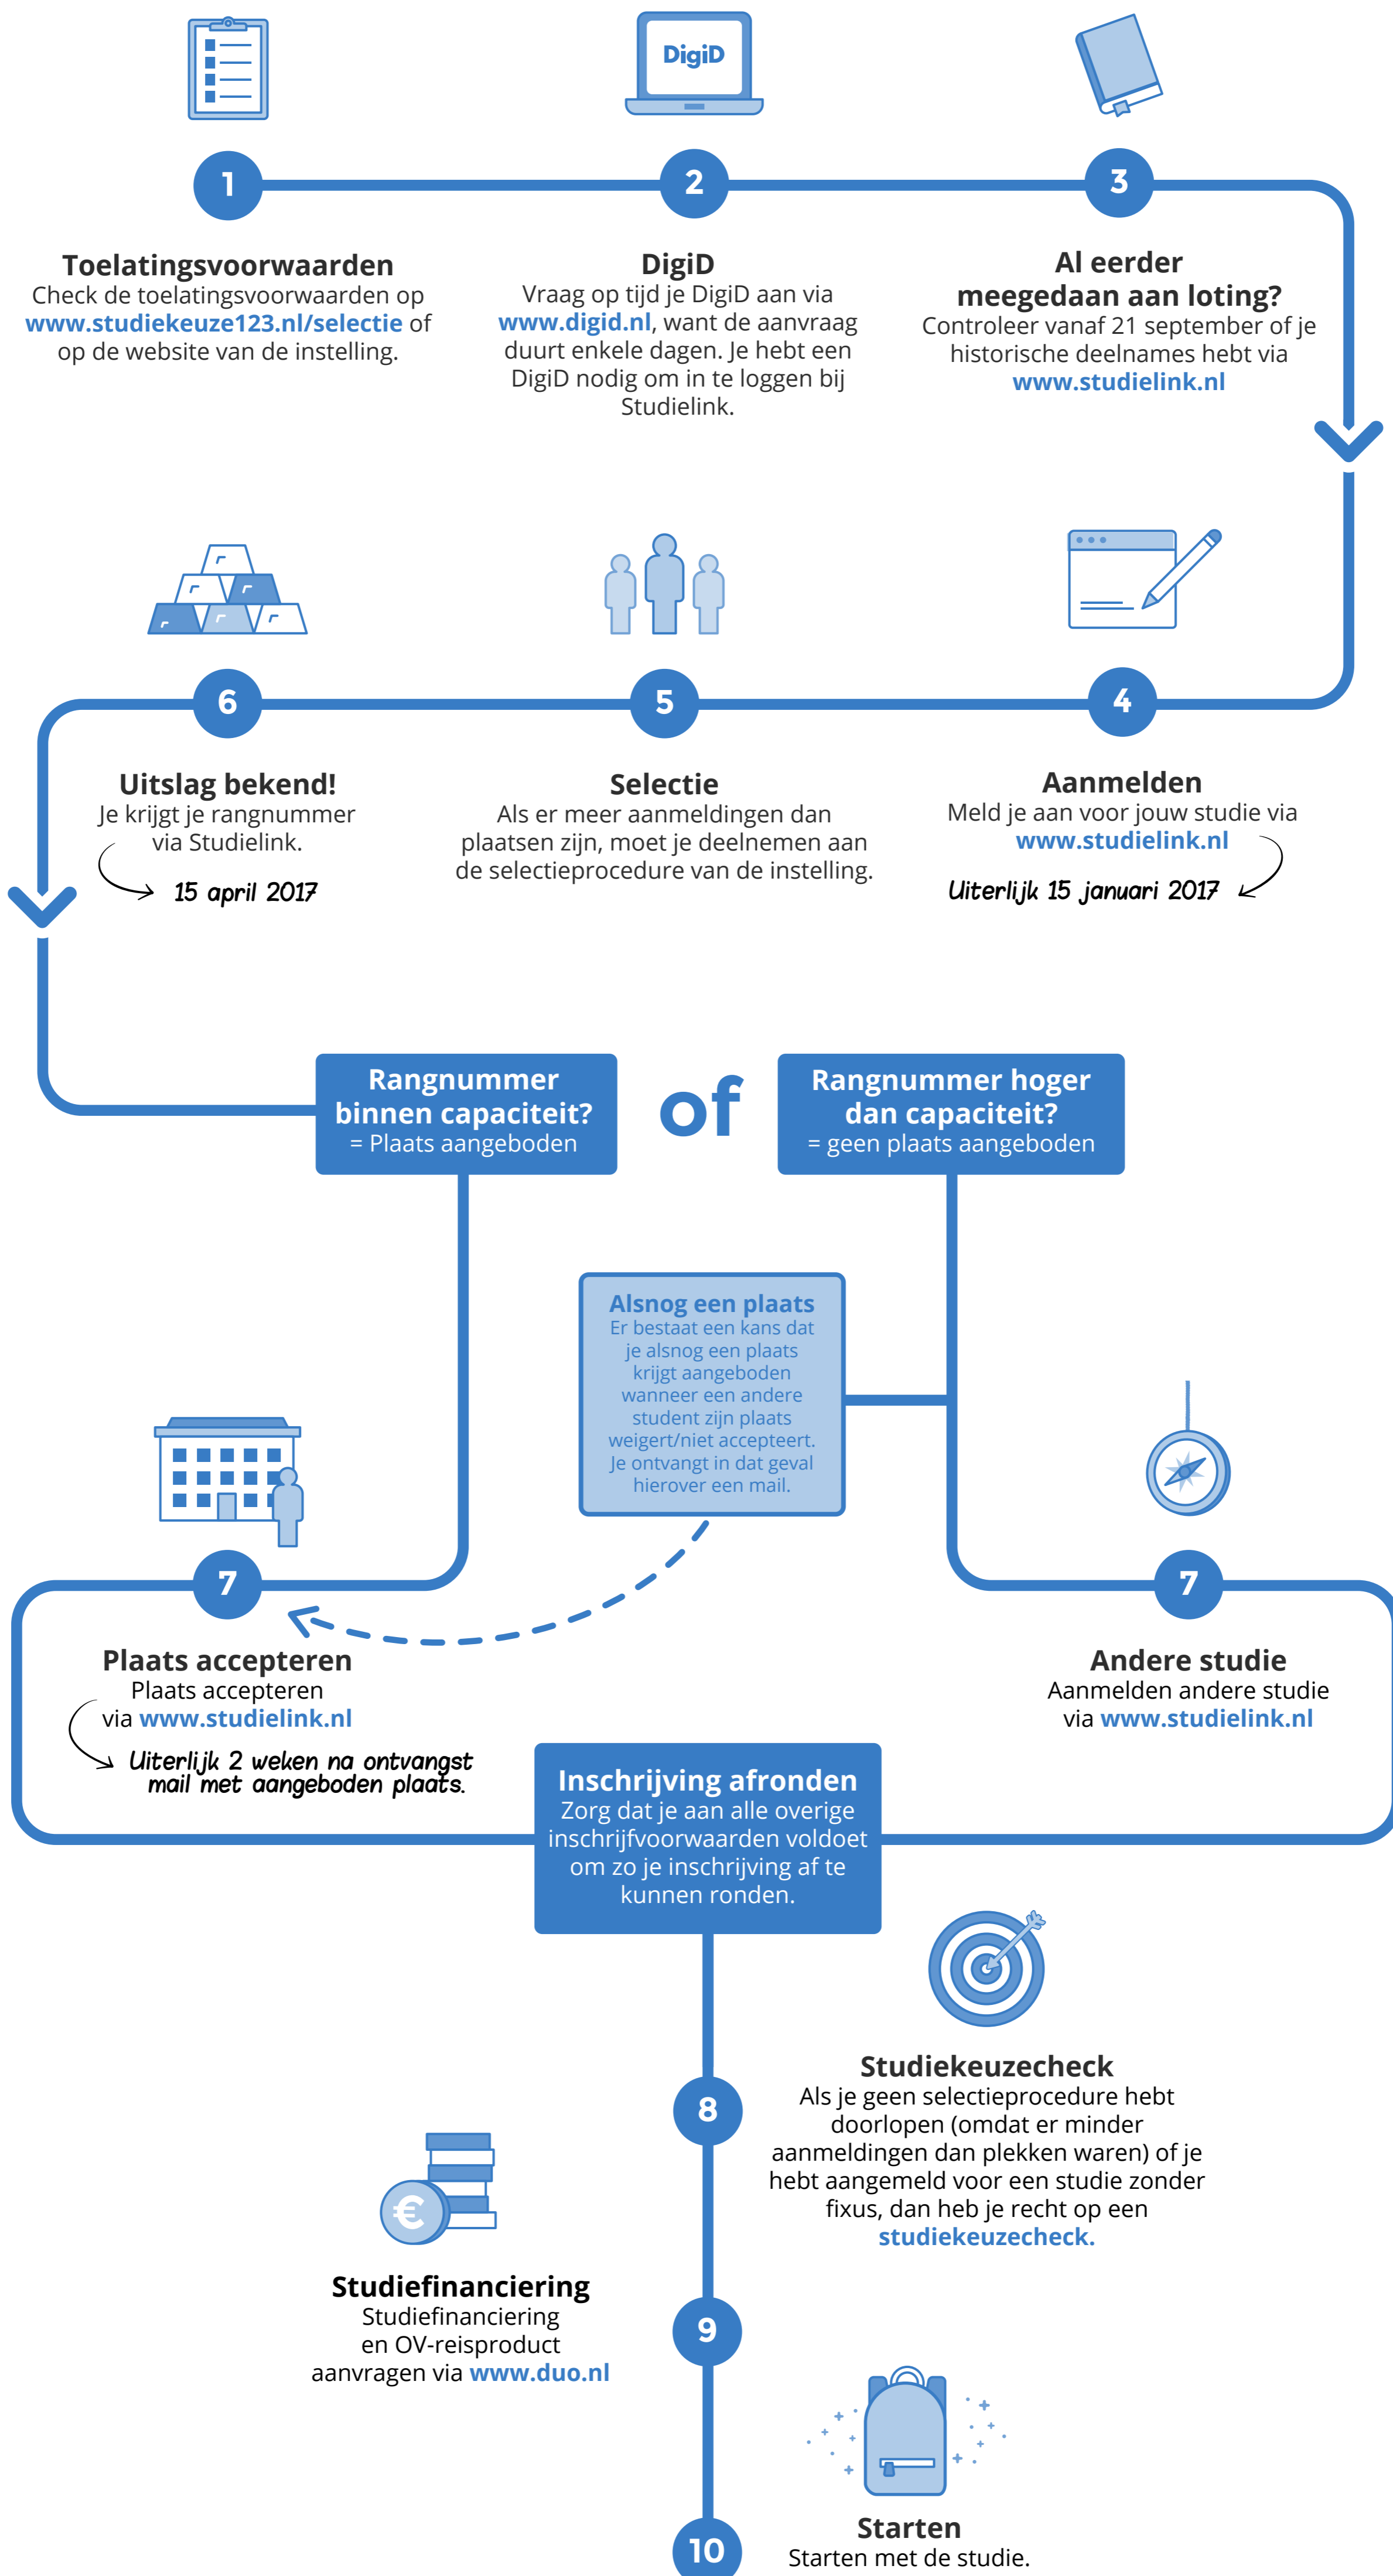 DigiD
1
2
3
Toelatingsvoorwaarden
Check de toelatingsvoorwaarden op
www.studiekeuze123.nl/selectie of
op de website van de instelling.
DigiD
Vraag op tijd je DigiD aan via
www.digid.nl, want de aanvraag
duurt enkele dagen. Je hebt een
DigiD nodig om in te loggen bij
Studielink.
Al eerder
meegedaan aan loting?
Controleer vanaf 21 september of je
historische deelnames hebt via
www.studielink.nl
4
Aanmelden
Meld je aan voor jouw studie via
www.studielink.nl
Uiterlijk 15 januari 2017
5
Selectie
Als er meer aanmeldingen dan
plaatsen zijn, moet je deelnemen aan
de selectieprocedure van de instelling.
6
Uitslag bekend!
Je krijgt je rangnummer
via Studielink.
15 april 2017
Rangnummer
binnen capaciteit?
= Plaats aangeboden
of
Rangnummer hoger
dan capaciteit?
= geen plaats aangeboden
Alsnog een plaats
Er bestaat een kans dat
je alsnog een plaats
krijgt aangeboden
wanneer een andere
student zijn plaats
weigert/niet accepteert.
Je ontvangt in dat geval
hierover een mail.
7
Plaats accepteren
Plaats accepteren
via www.studielink.nl
Uiterlijk 2 weken na ontvangst
mail met aangeboden plaats.
7
Andere studie
Aanmelden andere studie
via www.studielink.nl
Inschrijving afronden
Zorg dat je aan alle overige
inschrijfvoorwaarden voldoet
om zo je inschrijving af te
kunnen ronden.
8
Studiekeuzecheck
Als je geen selectieprocedure hebt
doorlopen (omdat er minder
aanmeldingen dan plekken waren) of je
hebt aangemeld voor een studie zonder
fixus, dan heb je recht op een
studiekeuzecheck.
€
9
Studiefinanciering
Studiefinanciering
en OV-reisproduct
aanvragen via www.duo.nl
10
Starten
Starten met de studie.